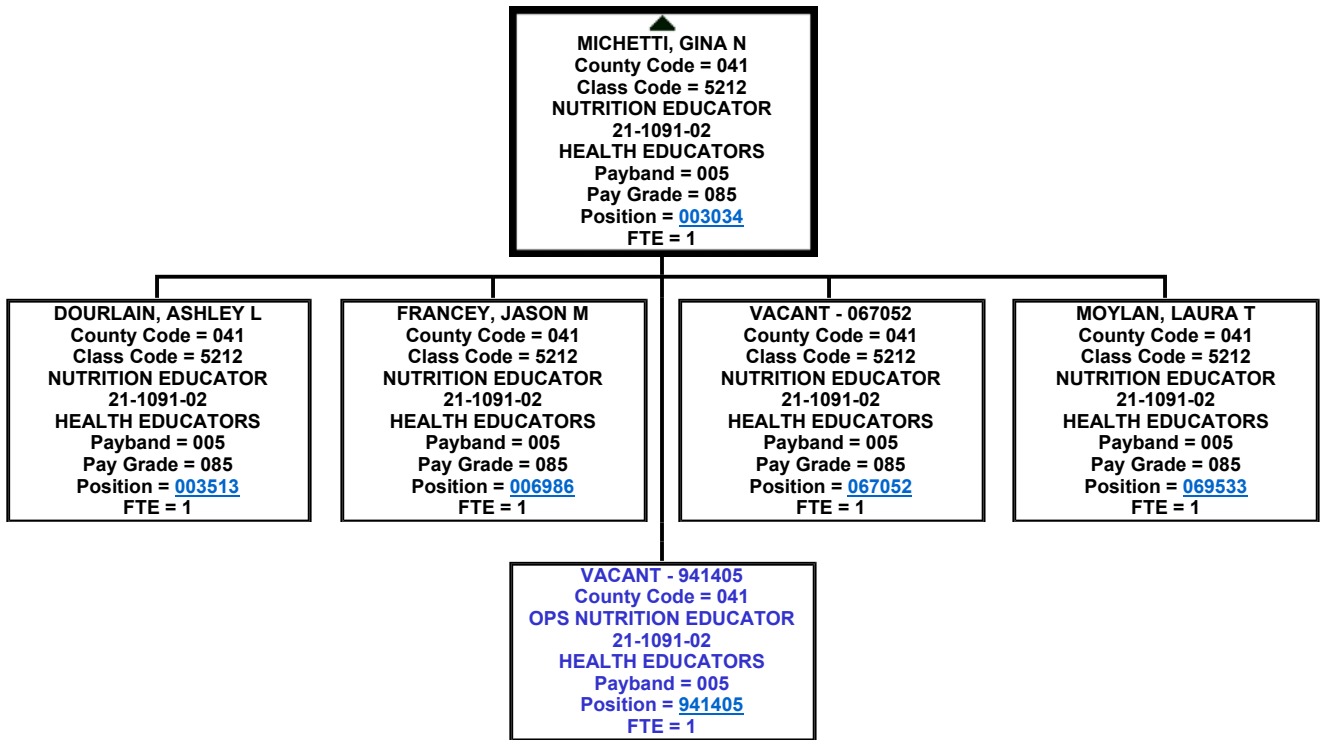 MICHETTI, GINA N
County Code = 041
Class Code = 5212
NUTRITION EDUCATOR
21-1091-02
HEALTH EDUCATORS
Payband = 005
Pay Grade = 085
Position = 003034
FTE = 1
DOURLAIN, ASHLEY L
County Code = 041
Class Code = 5212
NUTRITION EDUCATOR
21-1091-02
HEALTH EDUCATORS
Payband = 005
Pay Grade = 085
Position = 003513
FTE = 1
FRANCEY, JASON M
County Code = 041
Class Code = 5212
NUTRITION EDUCATOR
21-1091-02
HEALTH EDUCATORS
Payband = 005
Pay Grade = 085
Position = 006986
FTE = 1
VACANT - 067052
County Code = 041
Class Code = 5212
NUTRITION EDUCATOR
21-1091-02
HEALTH EDUCATORS
Payband = 005
Pay Grade = 085
Position = 067052
FTE = 1
MOYLAN, LAURA T
County Code = 041
Class Code = 5212
NUTRITION EDUCATOR
21-1091-02
HEALTH EDUCATORS
Payband = 005
Pay Grade = 085
Position = 069533
FTE = 1
VACANT - 941405
County Code = 041
OPS NUTRITION EDUCATOR
21-1091-02
HEALTH EDUCATORS
Payband = 005
Position = 941405
FTE = 1